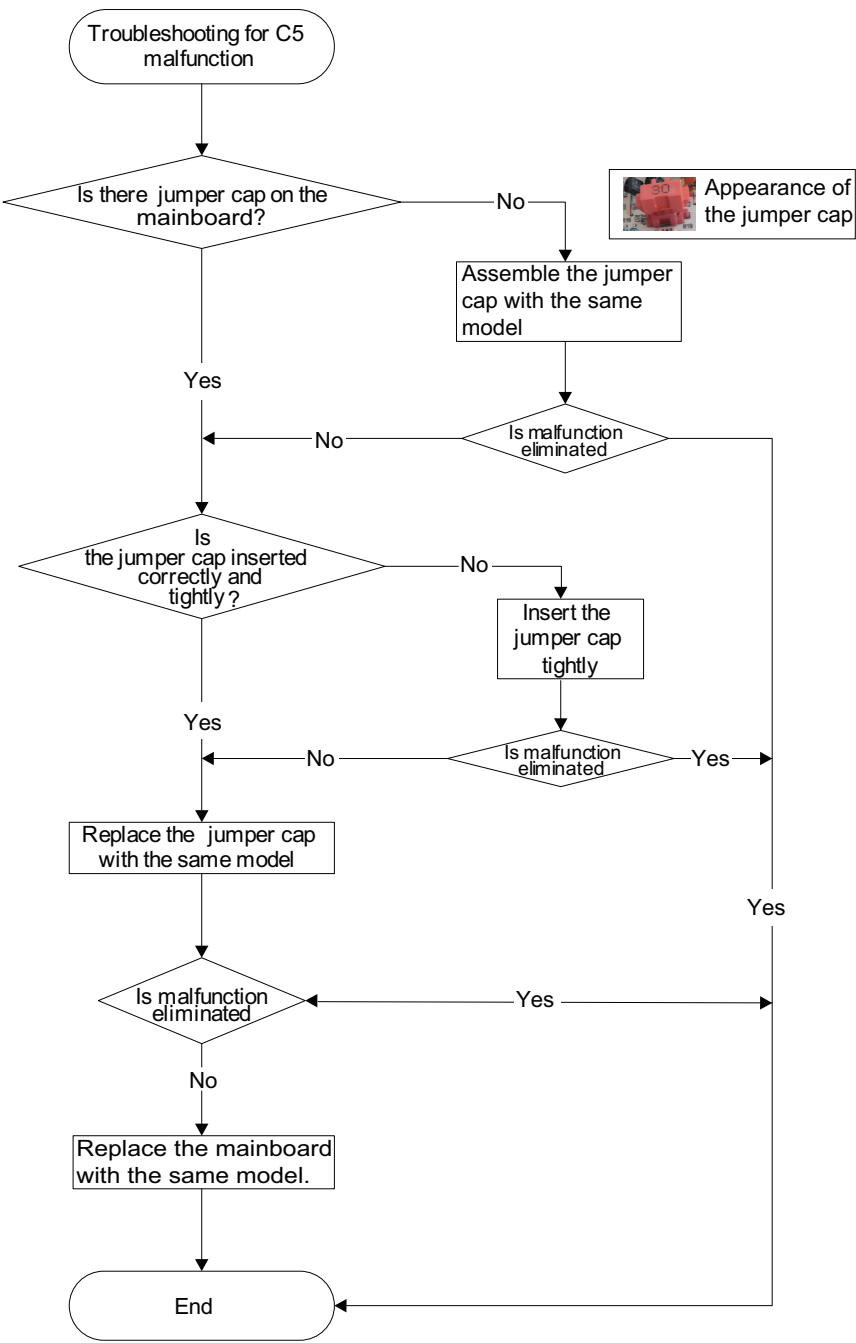 Troubleshooting for C5
malfunction
Is there jumper cap on the
mainboard?
No
30
Appearance of
the jumper cap
Assemble the jumper
cap with the same
model
Yes
Is malfunction
eliminated
No
Is
the jumper cap inserted
correctly and
tightly?
No
Insert the
jumper cap
tightly
Yes
Is malfunction
eliminated
No
Yes
Replace the jumper cap
with the same model
Yes
Is malfunction
eliminated
Yes
No
Replace the mainboard
with the same model.
End